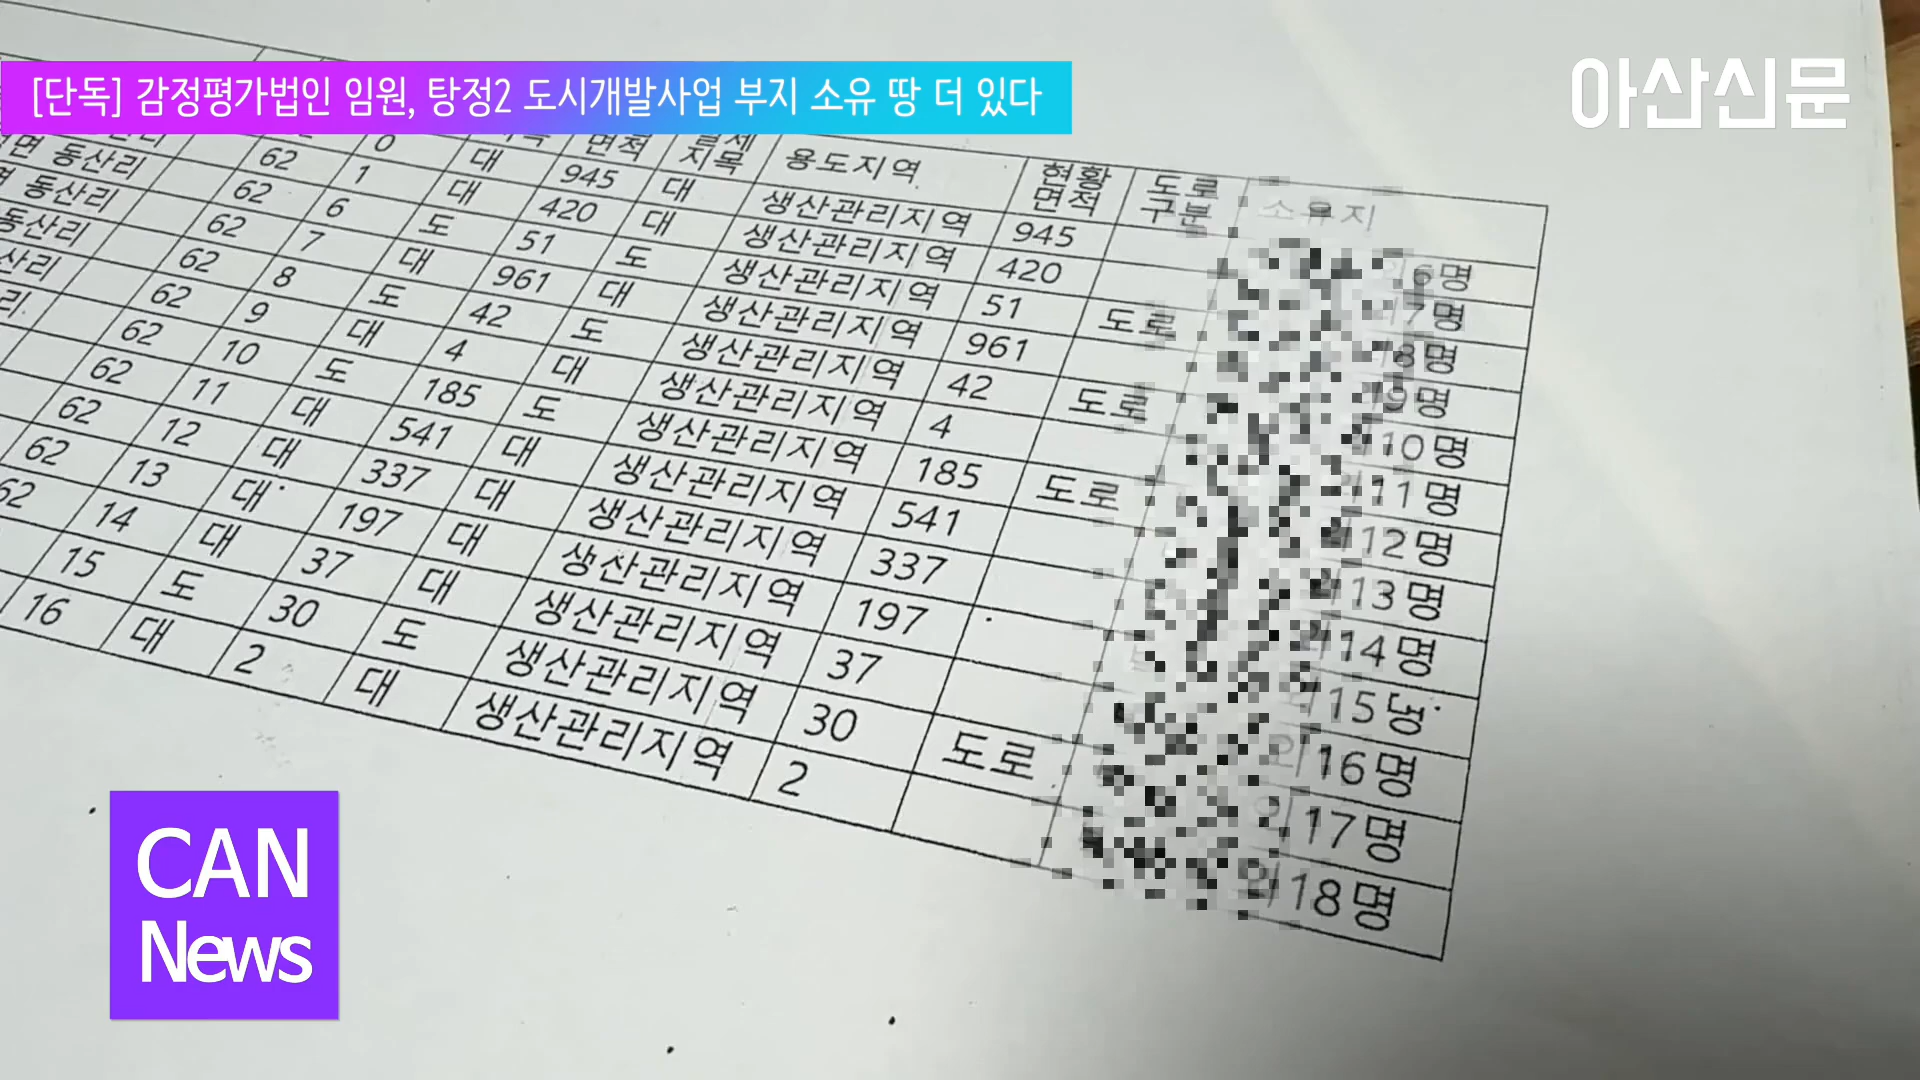 [단독] 감정평가법인 임원, 탕정2 도시개발사업 부지 소유 땅 더 있다
아산신문
면적 지목 용도지역 현황 면적 도로 구분 소유지
0 대 945 대 생산관리지역 945 6명
62 1 대 420 대 생산관리지역 420 7명
면 동산리 62 6 도 51 도 생산관리지역 51 도로 8명
동산리 62 7 대 961 대 생산관리지역 961 9명
동산리 62 8 도 42 도 생산관리지역 42 도로 10명
산리 62 9 대 4 대 생산관리지역 4 11명
리 62 10 도 185 도 생산관리지역 185 도로 12명
62 11 대 541 대 생산관리지역 541 13명
62 12 대 337 대 생산관리지역 337 14명
62 13 대 197 대 생산관리지역 197 15명
62 14 대 37 대 생산관리지역 37 외16명
15 도 30 도 생산관리지역 30 도로 외17명
16 대 2 대 생산관리지역 2 외18명
CAN
News